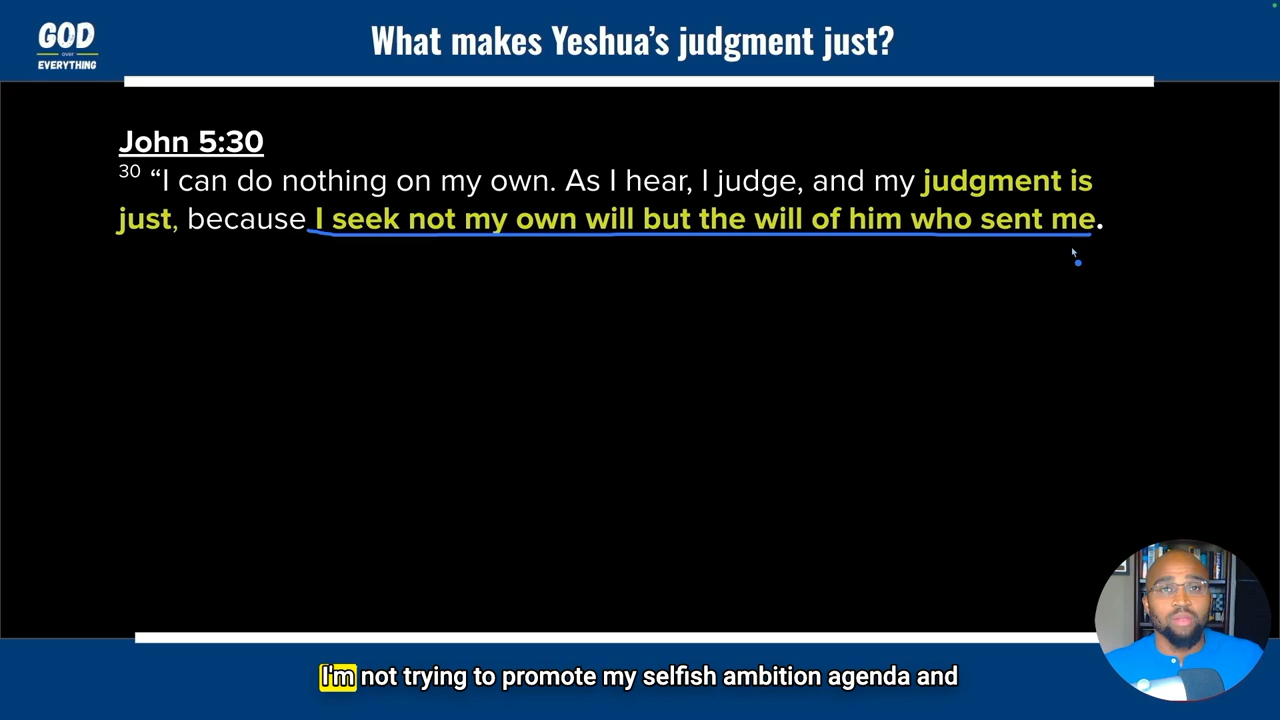 GOD
over
EVERYTHING
What makes Yeshua's judgment just?
John 5:30
30 “I can do nothing on my own. As I hear, I judge, and my judgment is
just, because I seek not my own will but the will of him who sent me.
I'm not trying to promote my selfish ambition agenda and